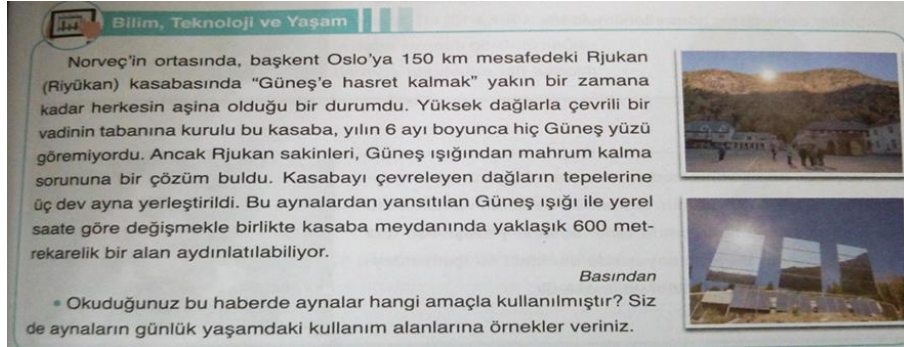 Bilim, Teknoloji ve Yaşam
Norveç'in ortasında, başkent Oslo'ya 150 km mesafedeki Rjukan
(Riyükan) kasabasında "Güneş'e hasret kalmak" yakın bir zamana
kadar herkesin aşina olduğu bir durumdu. Yüksek dağlarla çevrili bir
vadinin tabanına kurulu bu kasaba, yılın 6 ayı boyunca hiç Güneş yüzü
göremiyordu. Ancak Rjukan sakinleri, Güneş ışığından mahrum kalma
sorununa bir çözüm buldu. Kasabayı çevreleyen dağların tepelerine
üç dev ayna yerleştirildi. Bu aynalardan yansıtılan Güneş ışığı ile yerel
saate göre değişmekle birlikte kasaba meydanında yaklaşık 600 met-
rekarelik bir alan aydınlatılabiliyor.
Basından
• Okuduğunuz bu haberde aynalar hangi amaçla kullanılmıştır? Siz
de aynaların günlük yaşamdaki kullanım alanlarına örnekler veriniz.